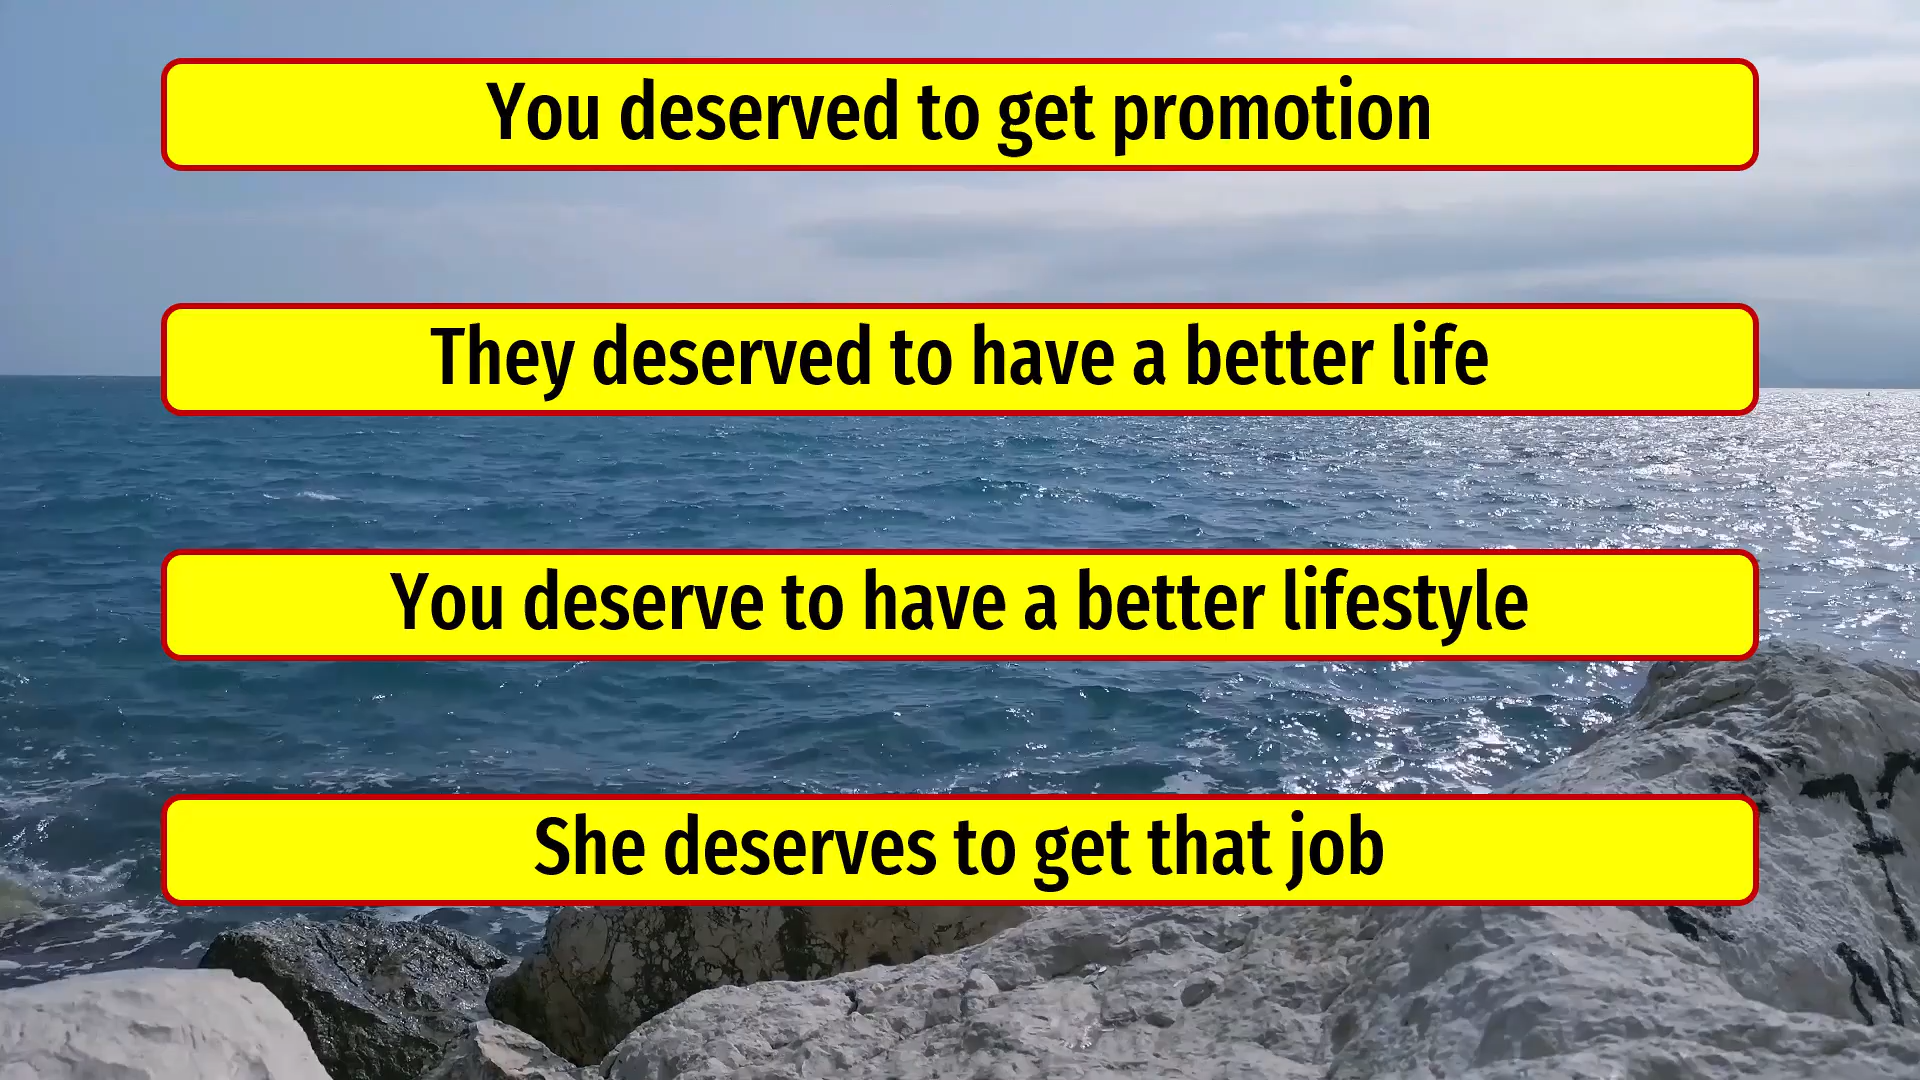 You deserved to get promotion
They deserved to have a better life
You deserve to have a better lifestyle
She deserves to get that job